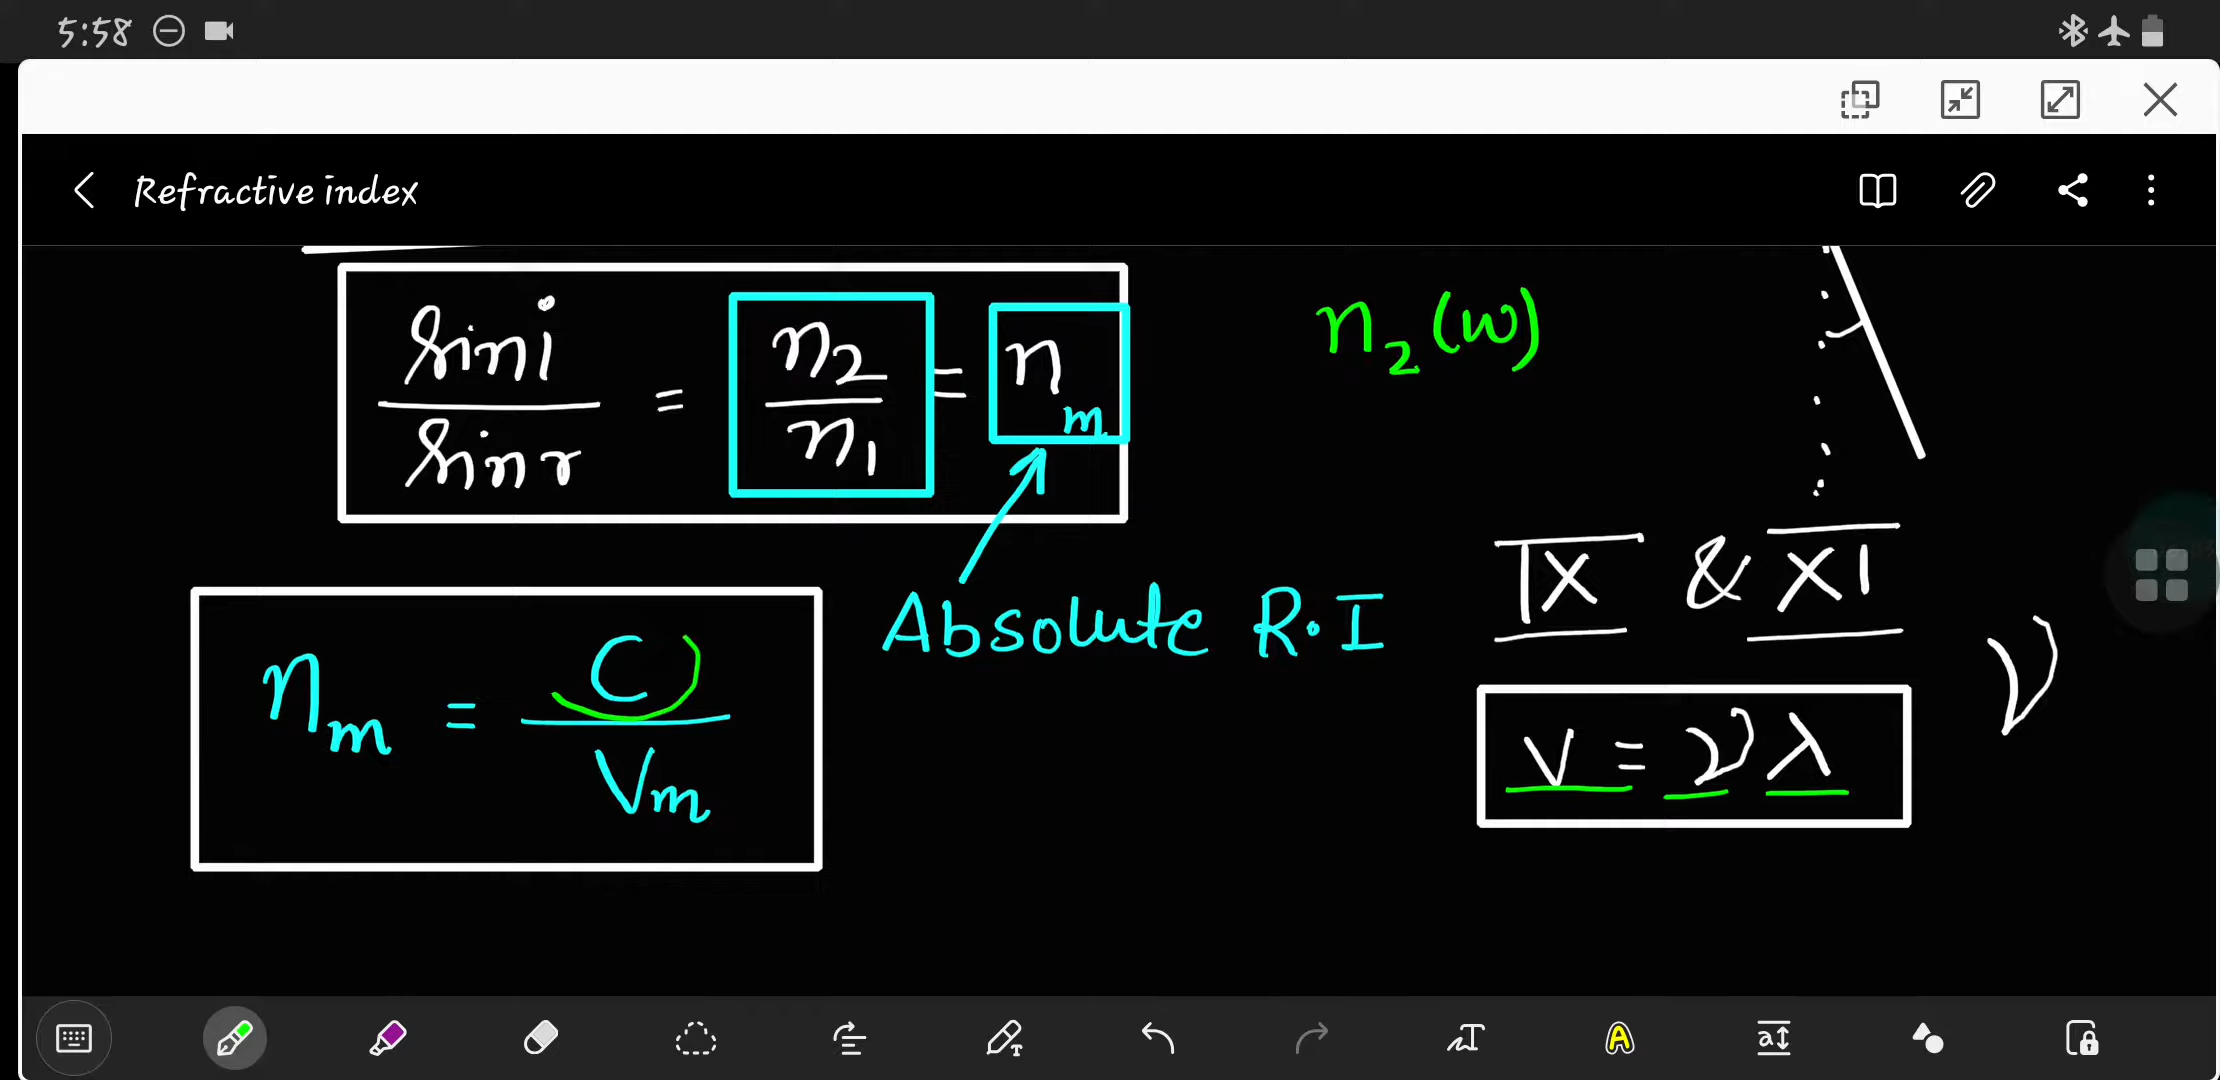 5:58
Refractive index
sin i / sin r = n₂ / n₁ = nₘ
n₂ (w)
Absolute R.I
IX & XI
nₘ = C / Vₘ
v = νλ
ν